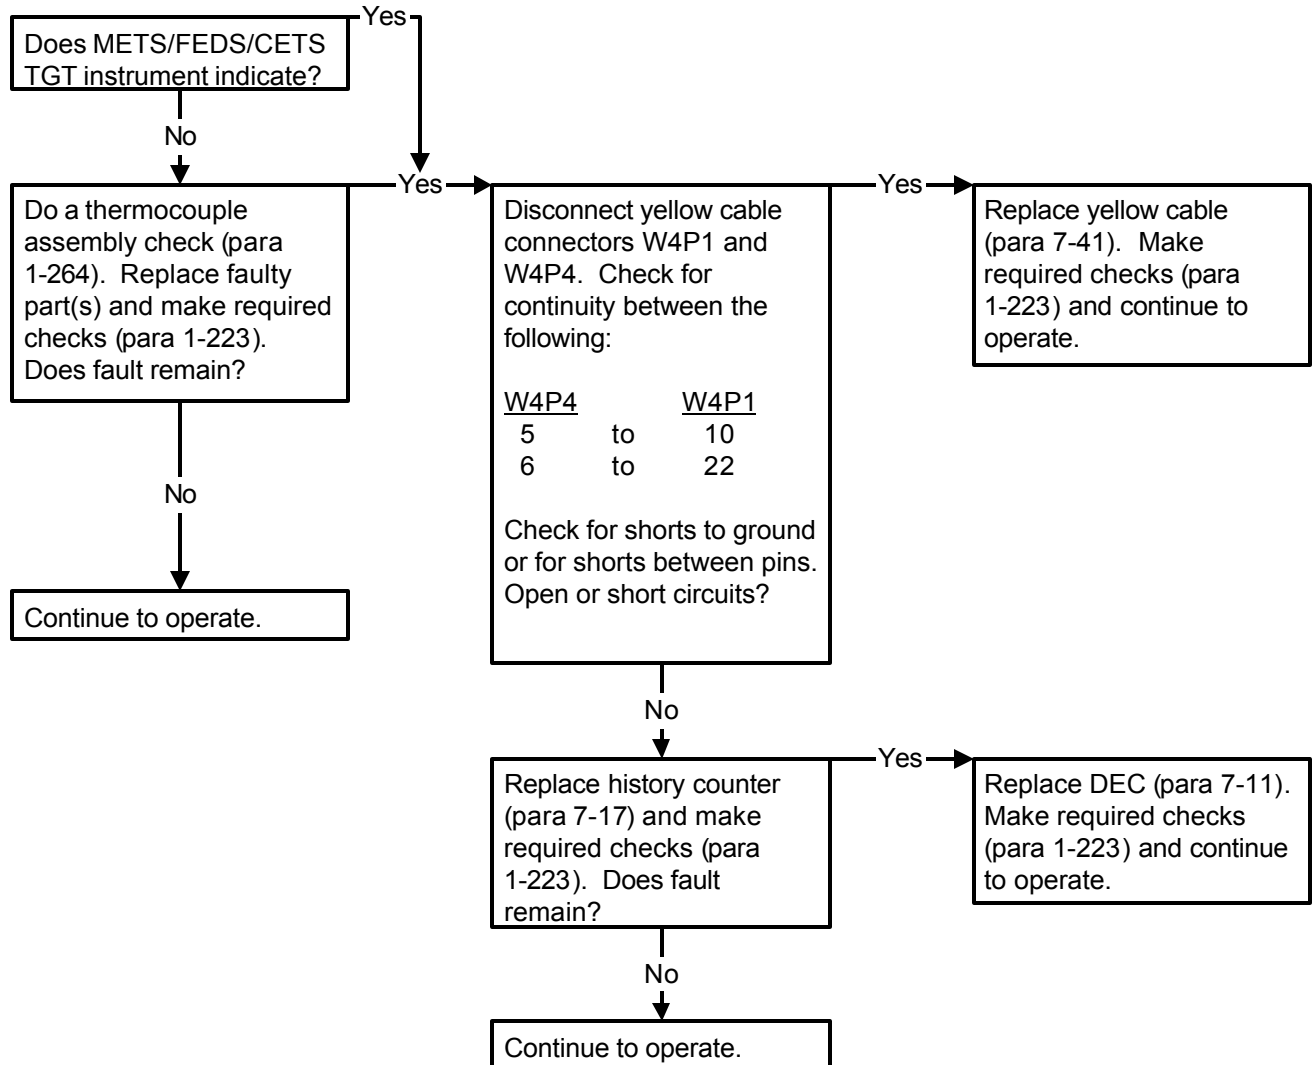 Yes
Does METS/FEDS/CETS
TGT instrument indicate?
No
Do a thermocouple
assembly check (para
1-264).  Replace faulty
part(s) and make required
checks (para 1-223).
Does fault remain?
Yes
No
Continue to operate.
Disconnect yellow cable
connectors W4P1 and
W4P4.  Check for
continuity between the
following:
W4P4 W4P1
5 to 10
6 to 22
Check for shorts to ground
or for shorts between pins.
Open or short circuits?
Yes
Replace yellow cable
(para 7-41).  Make
required checks (para
1-223) and continue to
operate.
No
Replace history counter
(para 7-17) and make
required checks (para
1-223).  Does fault
remain?
Yes
Replace DEC (para 7-11).
Make required checks
(para 1-223) and continue
to operate.
No
Continue to operate.